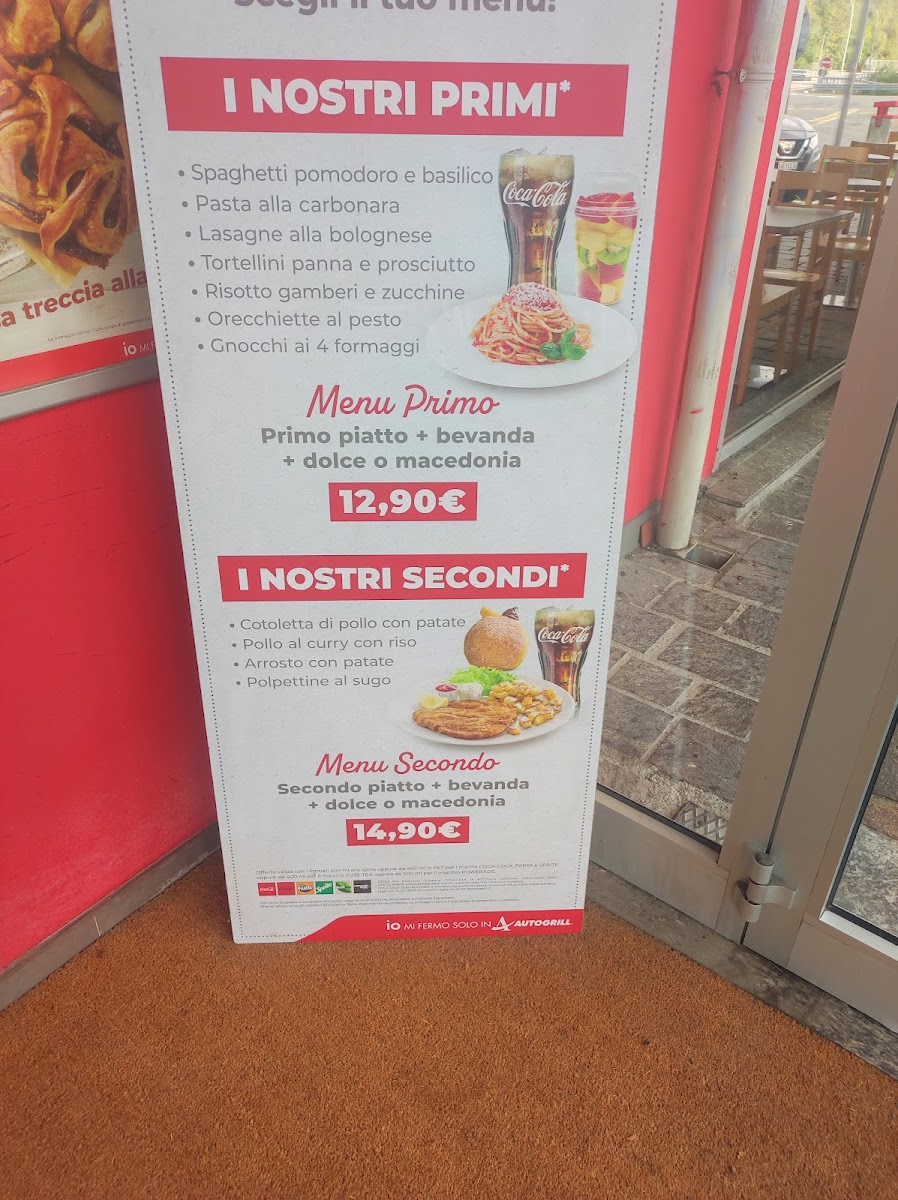 Scegli il tuo menu!
I NOSTRI PRIMI*
• Spaghetti pomodoro e basilico
• Pasta alla carbonara
• Lasagne alla bolognese
• Tortellini panna e prosciutto
• Risotto gamberi e zucchine
• Orecchiette al pesto
• Gnocchi ai 4 formaggi
Coca-Cola
Menu Primo
Primo piatto + bevanda
+ dolce o macedonia
12,90€
I NOSTRI SECONDI*
• Cotoletta di pollo con patate
• Pollo al curry con riso
• Arrosto con patate
• Polpettine al sugo
Coca-Cola
Menu Secondo
Secondo piatto + bevanda
+ dolce o macedonia
14,90€
io MI FERMO SOLO IN AUTOGRILL
a treccia alla
io MI F